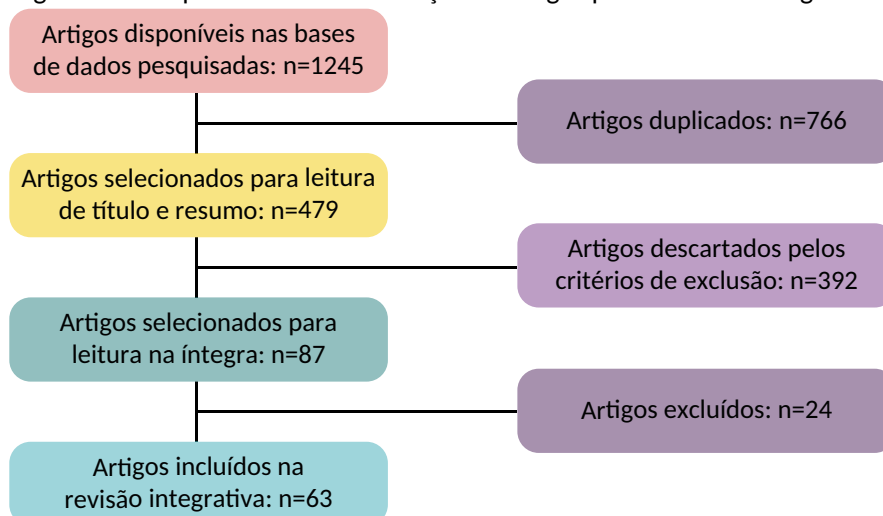 Artigos disponíveis nas bases
de dados pesquisadas: n=1245
Artigos duplicados: n=766
Artigos selecionados para leitura
de título e resumo: n=479
Artigos descartados pelos
critérios de exclusão: n=392
Artigos selecionados para
leitura na íntegra: n=87
Artigos excluídos: n=24
Artigos incluídos na
revisão integrativa: n=63